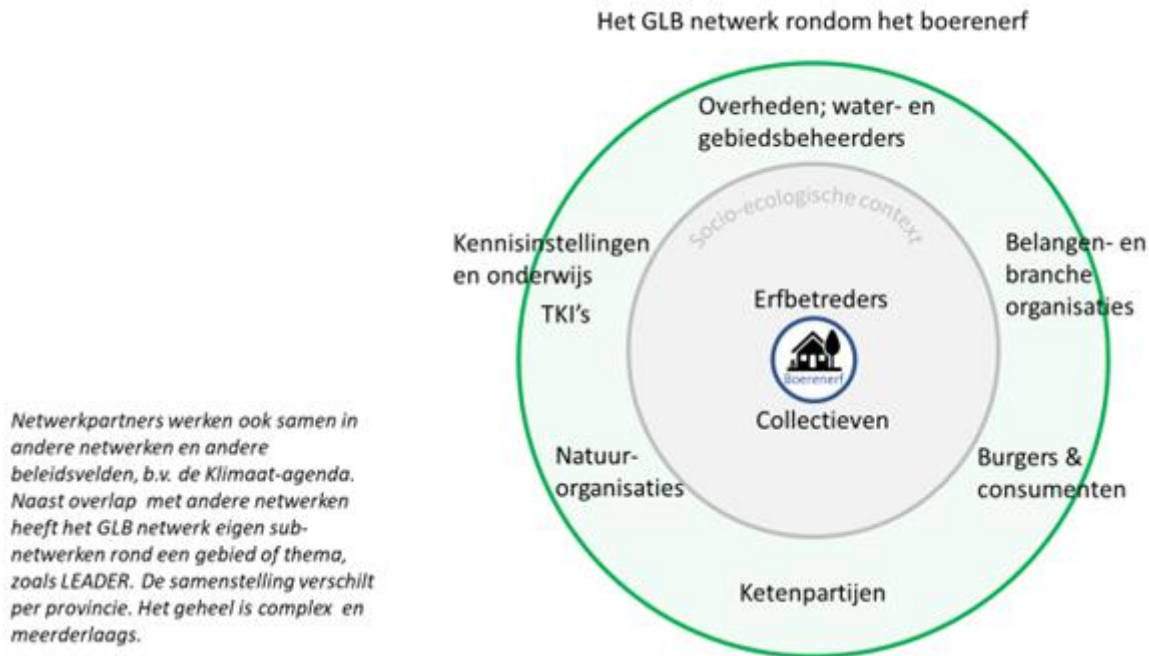 Het GLB netwerk rondom het boerenerf
Overheden; water- en
gebiedsbeheerders
Socio-ecologische context
Kennisinstellingen
en onderwijs
TKI's
Belangen- en
branche
organisaties
Erfbetreders
Boerenerf
Collectieven
Natuur-
organisaties
Burgers &
consumenten
Ketenpartijen
Netwerkpartners werken ook samen in
andere netwerken en andere
beleidsvelden, b.v. de Klimaat-agenda.
Naast overlap met andere netwerken
heeft het GLB netwerk eigen sub-
netwerken rond een gebied of thema,
zoals LEADER. De samenstelling verschilt
per provincie. Het geheel is complex en
meerderlaags.